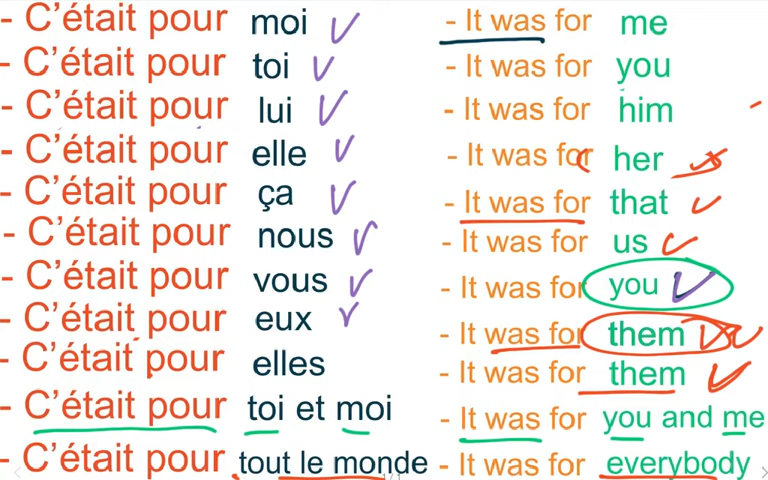 - C'était pour moi - It was for me
- C'était pour toi - It was for you
- C'était pour lui - It was for him
- C'était pour elle - It was for her
- C'était pour ça - It was for that
- C'était pour nous - It was for us
- C'était pour vous - It was for you
- C'était pour eux - It was for them
- C'était pour elles - It was for them
- C'était pour toi et moi - It was for you and me
- C'était pour tout le monde - It was for everybody